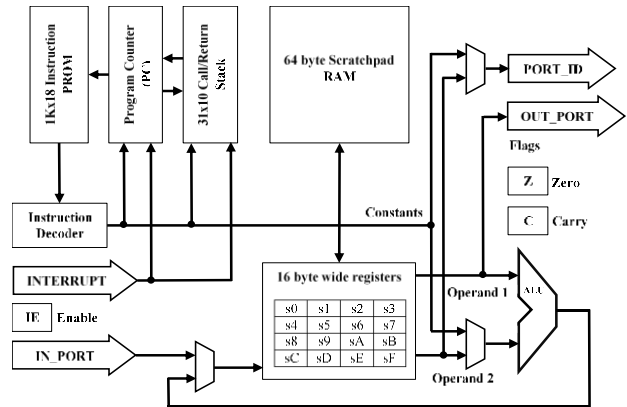 1Kx18 Instruction
PROM
Program Counter
(PC)
31x10 Call/Return
Stack
64 byte Scratchpad
RAM
PORT_ID
OUT_PORT
Flags
Z Zero
C Carry
Instruction
Decoder
Constants
INTERRUPT
IE Enable
IN_PORT
16 byte wide registers
s0 s1 s2 s3
s4 s5 s6 s7
s8 s9 sA sB
sC sD sE sF
Operand 1
Operand 2
ALU